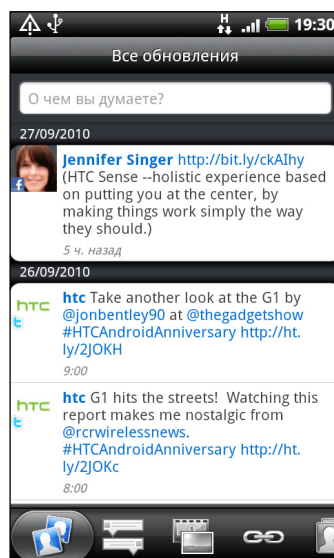 H 19:30
Все обновления
О чем вы думаете?
27/09/2010
Jennifer Singer http://bit.ly/ckAIhy
(HTC Sense --holistic experience based
on putting you at the center, by
making things work simply the way
they should.)
5 ч. назад
26/09/2010
htc htc Take another look at the G1 by
@jonbentley90 at @thegadgetshow
#HTCAndroidAnniversary http://ht.
ly/2JOKH
9:00
htc htc G1 hits the streets! Watching this
report makes me nostalgic from
@rcrwirelessnews.
#HTCAndroidAnniversary http://ht.
ly/2JOKc
8:00